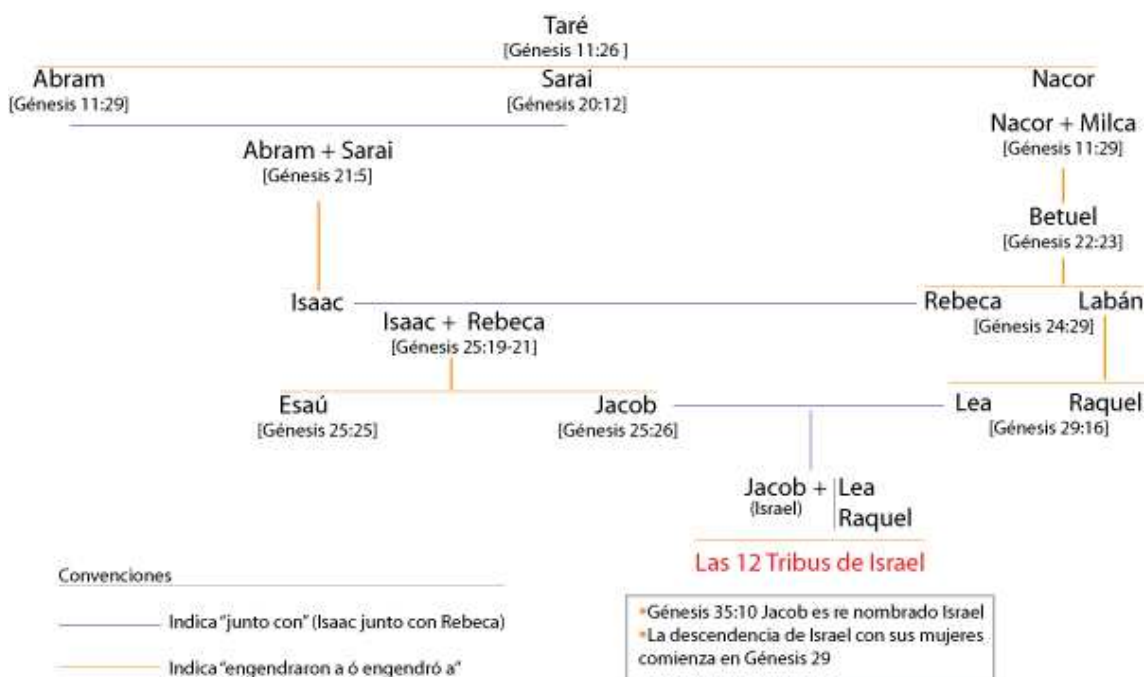 Taré
[Génesis 11:26 ]
Abram
[Génesis 11:29]
Sarai
[Génesis 20:12]
Nacor
Abram + Sarai
[Génesis 21:5]
Nacor + Milca
[Génesis 11:29]
Betuel
[Génesis 22:23]
Isaac
Rebeca Labán
[Génesis 24:29]
Isaac + Rebeca
[Génesis 25:19-21]
Esaú
[Génesis 25:25]
Jacob
[Génesis 25:26]
Lea Raquel
[Génesis 29:16]
Jacob + Lea
(Israel)
Raquel
Las 12 Tribus de Israel
Convenciones
Indica "junto con" (Isaac junto con Rebeca)
Indica "engendraron a ó engendró a"
•Génesis 35:10 Jacob es re nombrado Israel
•La descendencia de Israel con sus mujeres
comienza en Génesis 29